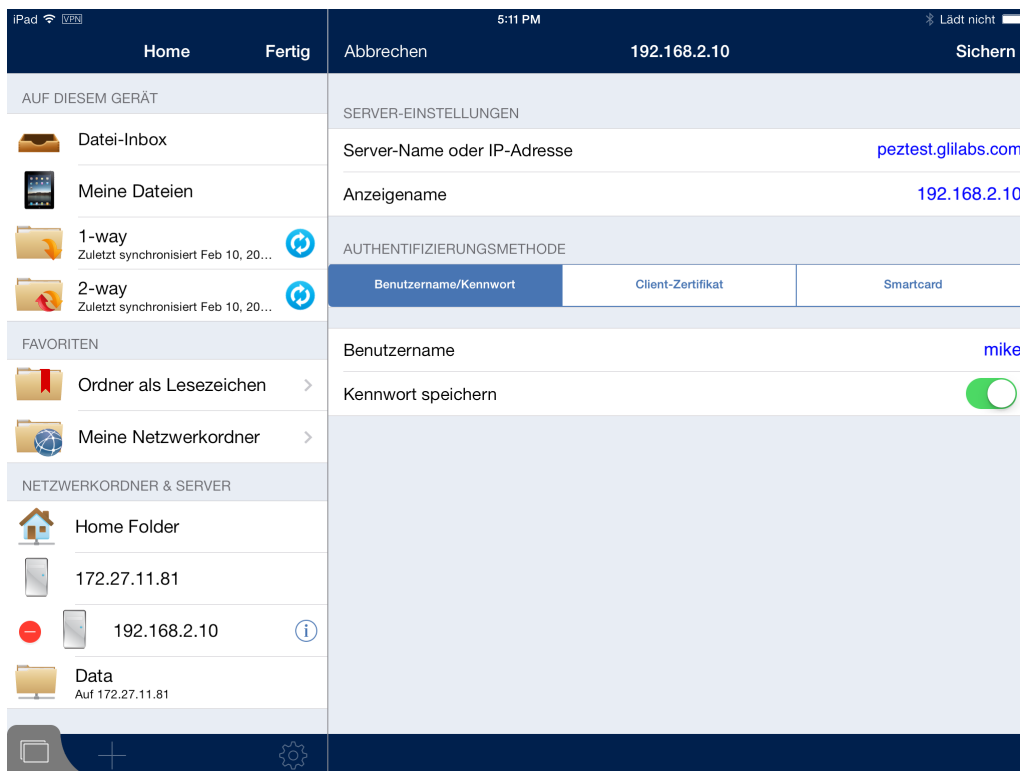 iPad VPN 5:11 PM Lädt nicht
Home Fertig
Abbrechen 192.168.2.10 Sichern
AUF DIESEM GERÄT
Datei-Inbox
Meine Dateien
1-way
Zuletzt synchronisiert Feb 10, 20...
2-way
Zuletzt synchronisiert Feb 10, 20...
FAVORITEN
Ordner als Lesezeichen
Meine Netzwerkordner
NETZWERKORDNER & SERVER
Home Folder
172.27.11.81
192.168.2.10
Data
Auf 172.27.11.81
SERVER-EINSTELLUNGEN
Server-Name oder IP-Adresse peztest.glilabs.com
Anzeigename 192.168.2.10
AUTHENTIFIZIERUNGSMETHODE
Benutzername/Kennwort Client-Zertifikat Smartcard
Benutzername mike
Kennwort speichern